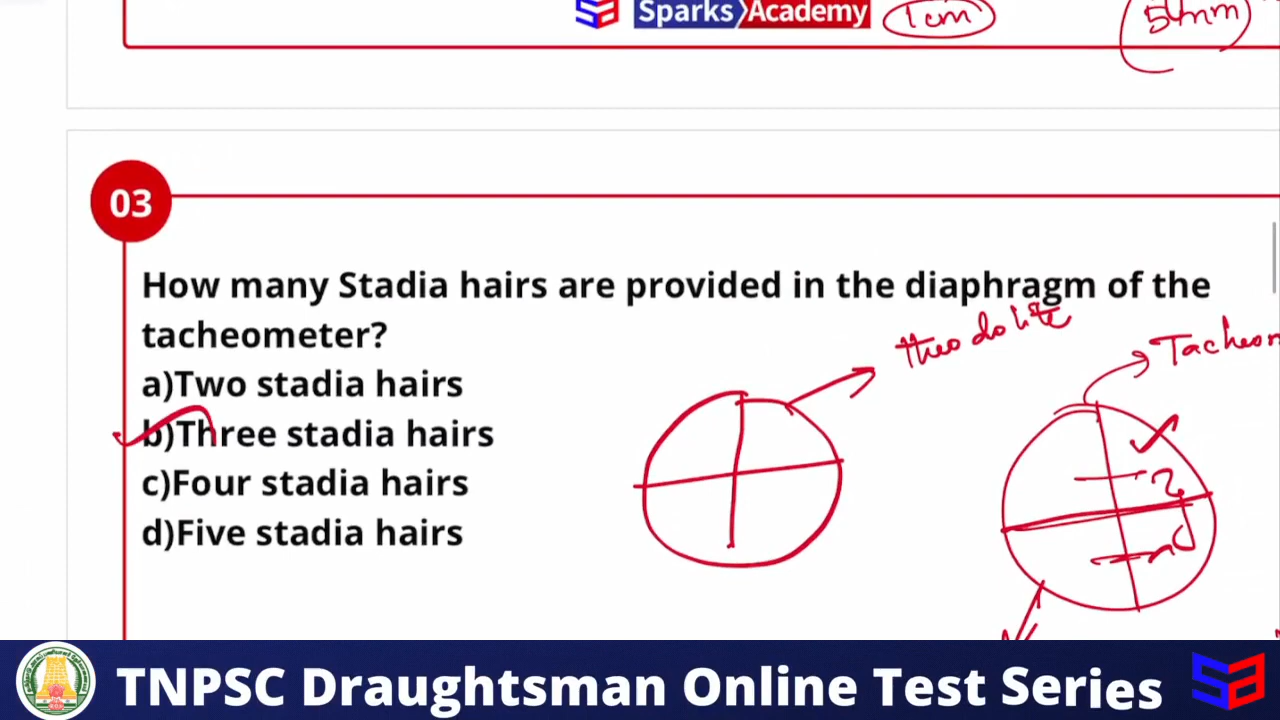 Sparks Academy
1cm
5mm
03
How many Stadia hairs are provided in the diaphragm of the
tacheometer?
theodolite
Tacheom
a)Two stadia hairs
b)Three stadia hairs
c)Four stadia hairs
d)Five stadia hairs
TNPSC Draughtsman Online Test Series